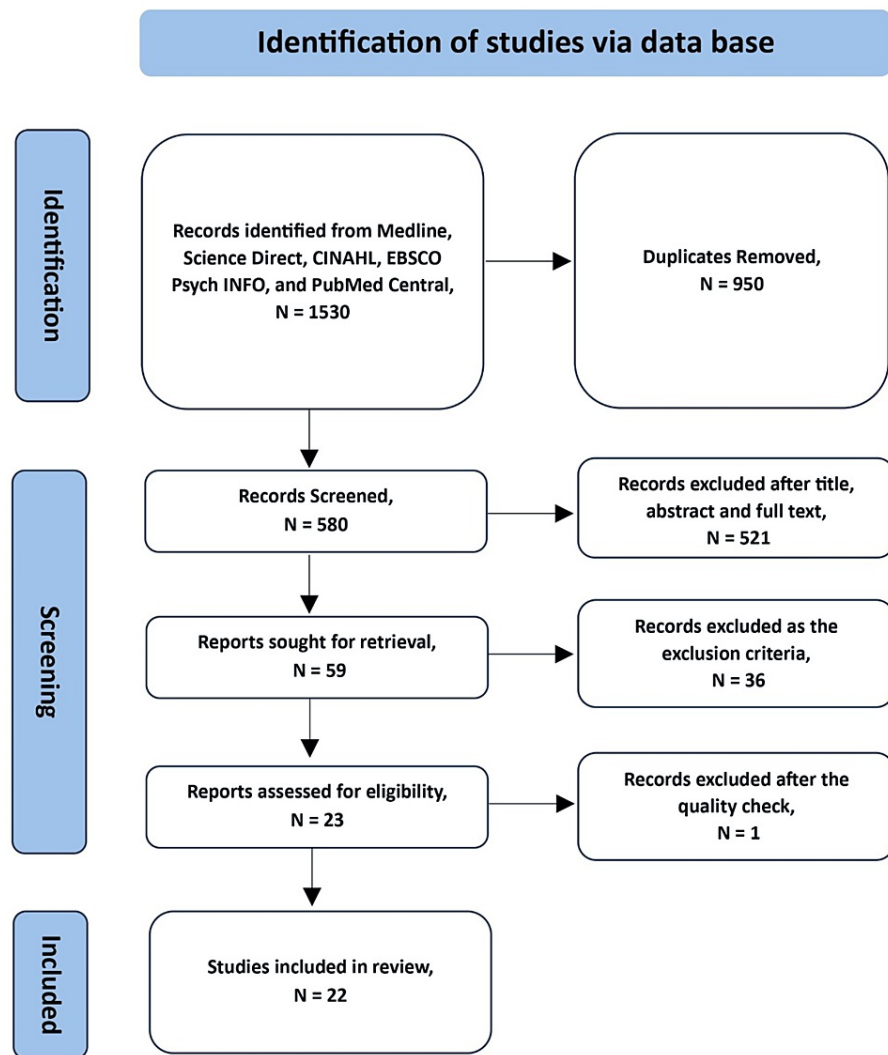 Identification of studies via data base
Identification
Records identified from Medline,
Science Direct, CINAHL, EBSCO
Psych INFO, and PubMed Central,
N = 1530
Duplicates Removed,
N = 950
Screening
Records Screened,
N = 580
Records excluded after title,
abstract and full text,
N = 521
Reports sought for retrieval,
N = 59
Records excluded as the
exclusion criteria,
N = 36
Reports assessed for eligibility,
N = 23
Records excluded after the
quality check,
N = 1
Included
Studies included in review,
N = 22